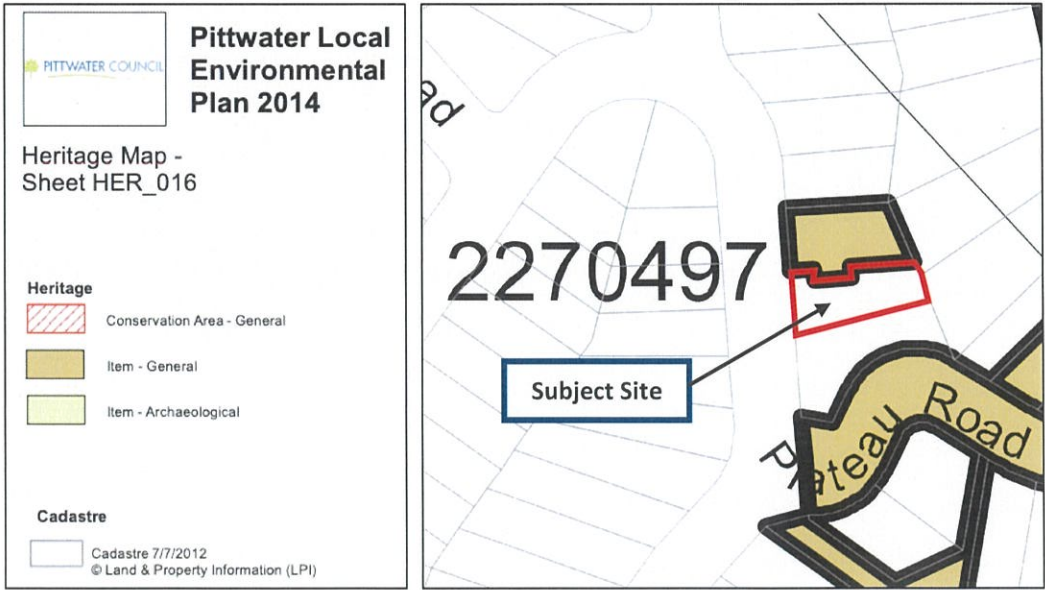 PITTWATER COUNCIL
Pittwater Local
Environmental
Plan 2014
Heritage Map -
Sheet HER_016
Heritage
Conservation Area - General
Item - General
Item - Archaeological
Cadastre
Cadastre 7/7/2012
© Land & Property Information (LPI)
ad
2270497
Subject Site
Plateau Road